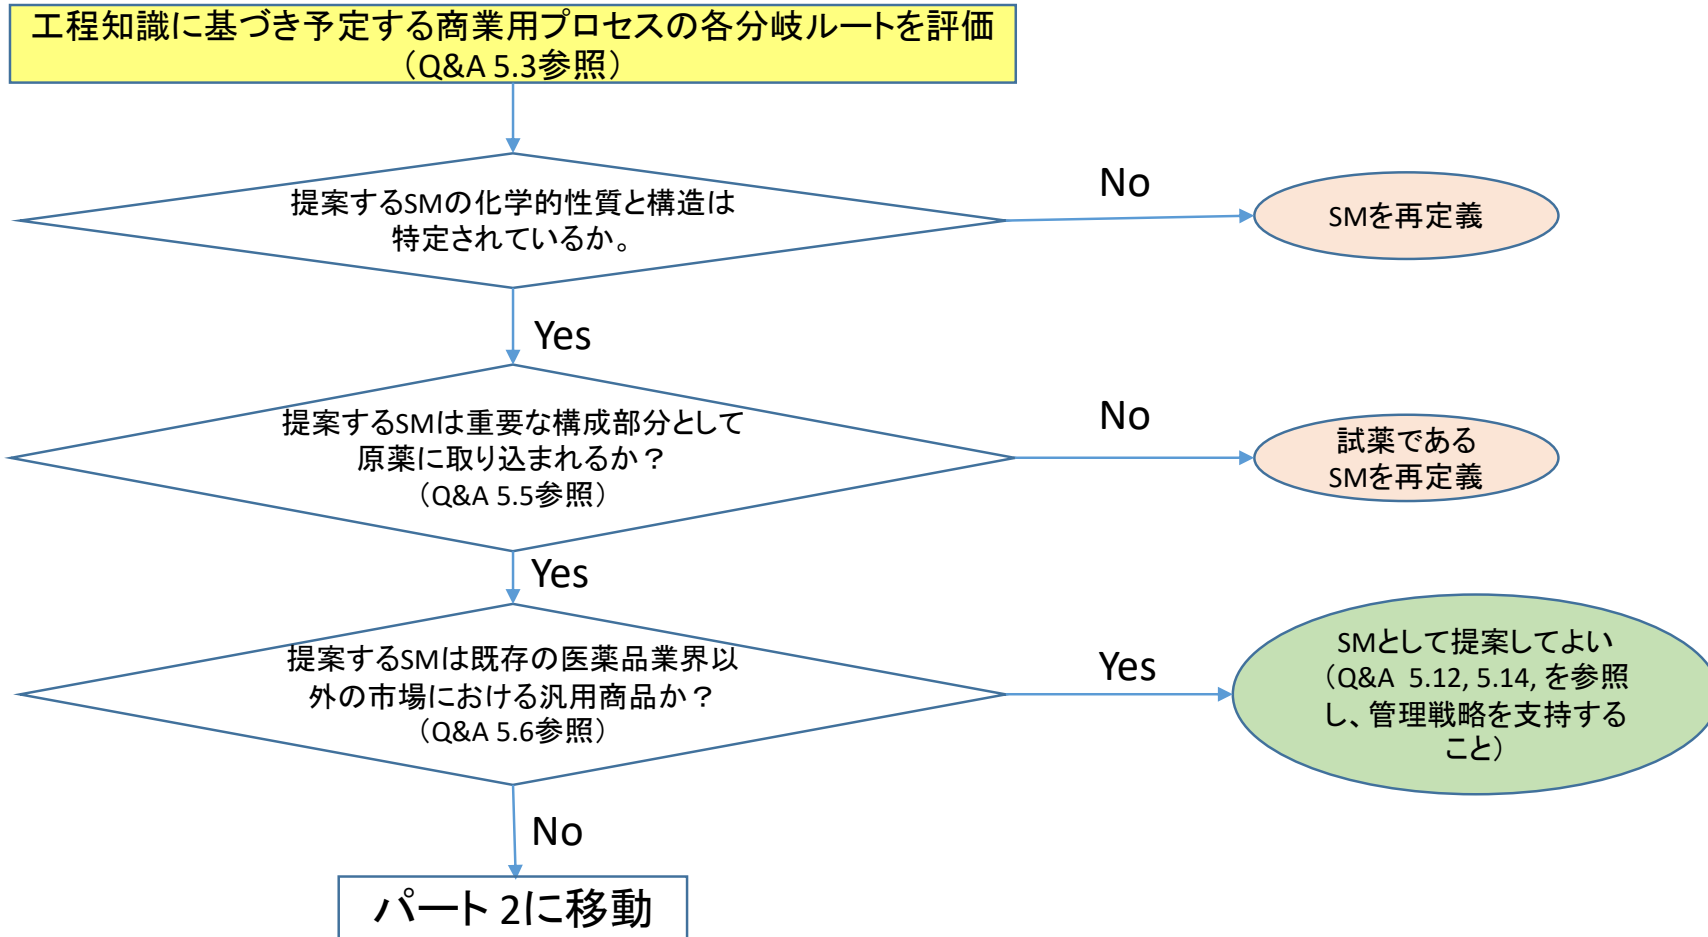 工程知識に基づき予定する商業用プロセスの各分岐ルートを評価
（Q&A 5.3参照）
提案するSMの化学的性質と構造は
特定されているか。
No
SMを再定義
Yes
提案するSMは重要な構成部分として
原薬に取り込まれるか？
（Q&A 5.5参照）
No
試薬である
SMを再定義
Yes
提案するSMは既存の医薬品業界以
外の市場における汎用商品か？
（Q&A 5.6参照）
Yes
SMとして提案してよい
（Q&A 5.12, 5.14, を参照
し、管理戦略を支持する
こと）
No
パート 2に移動